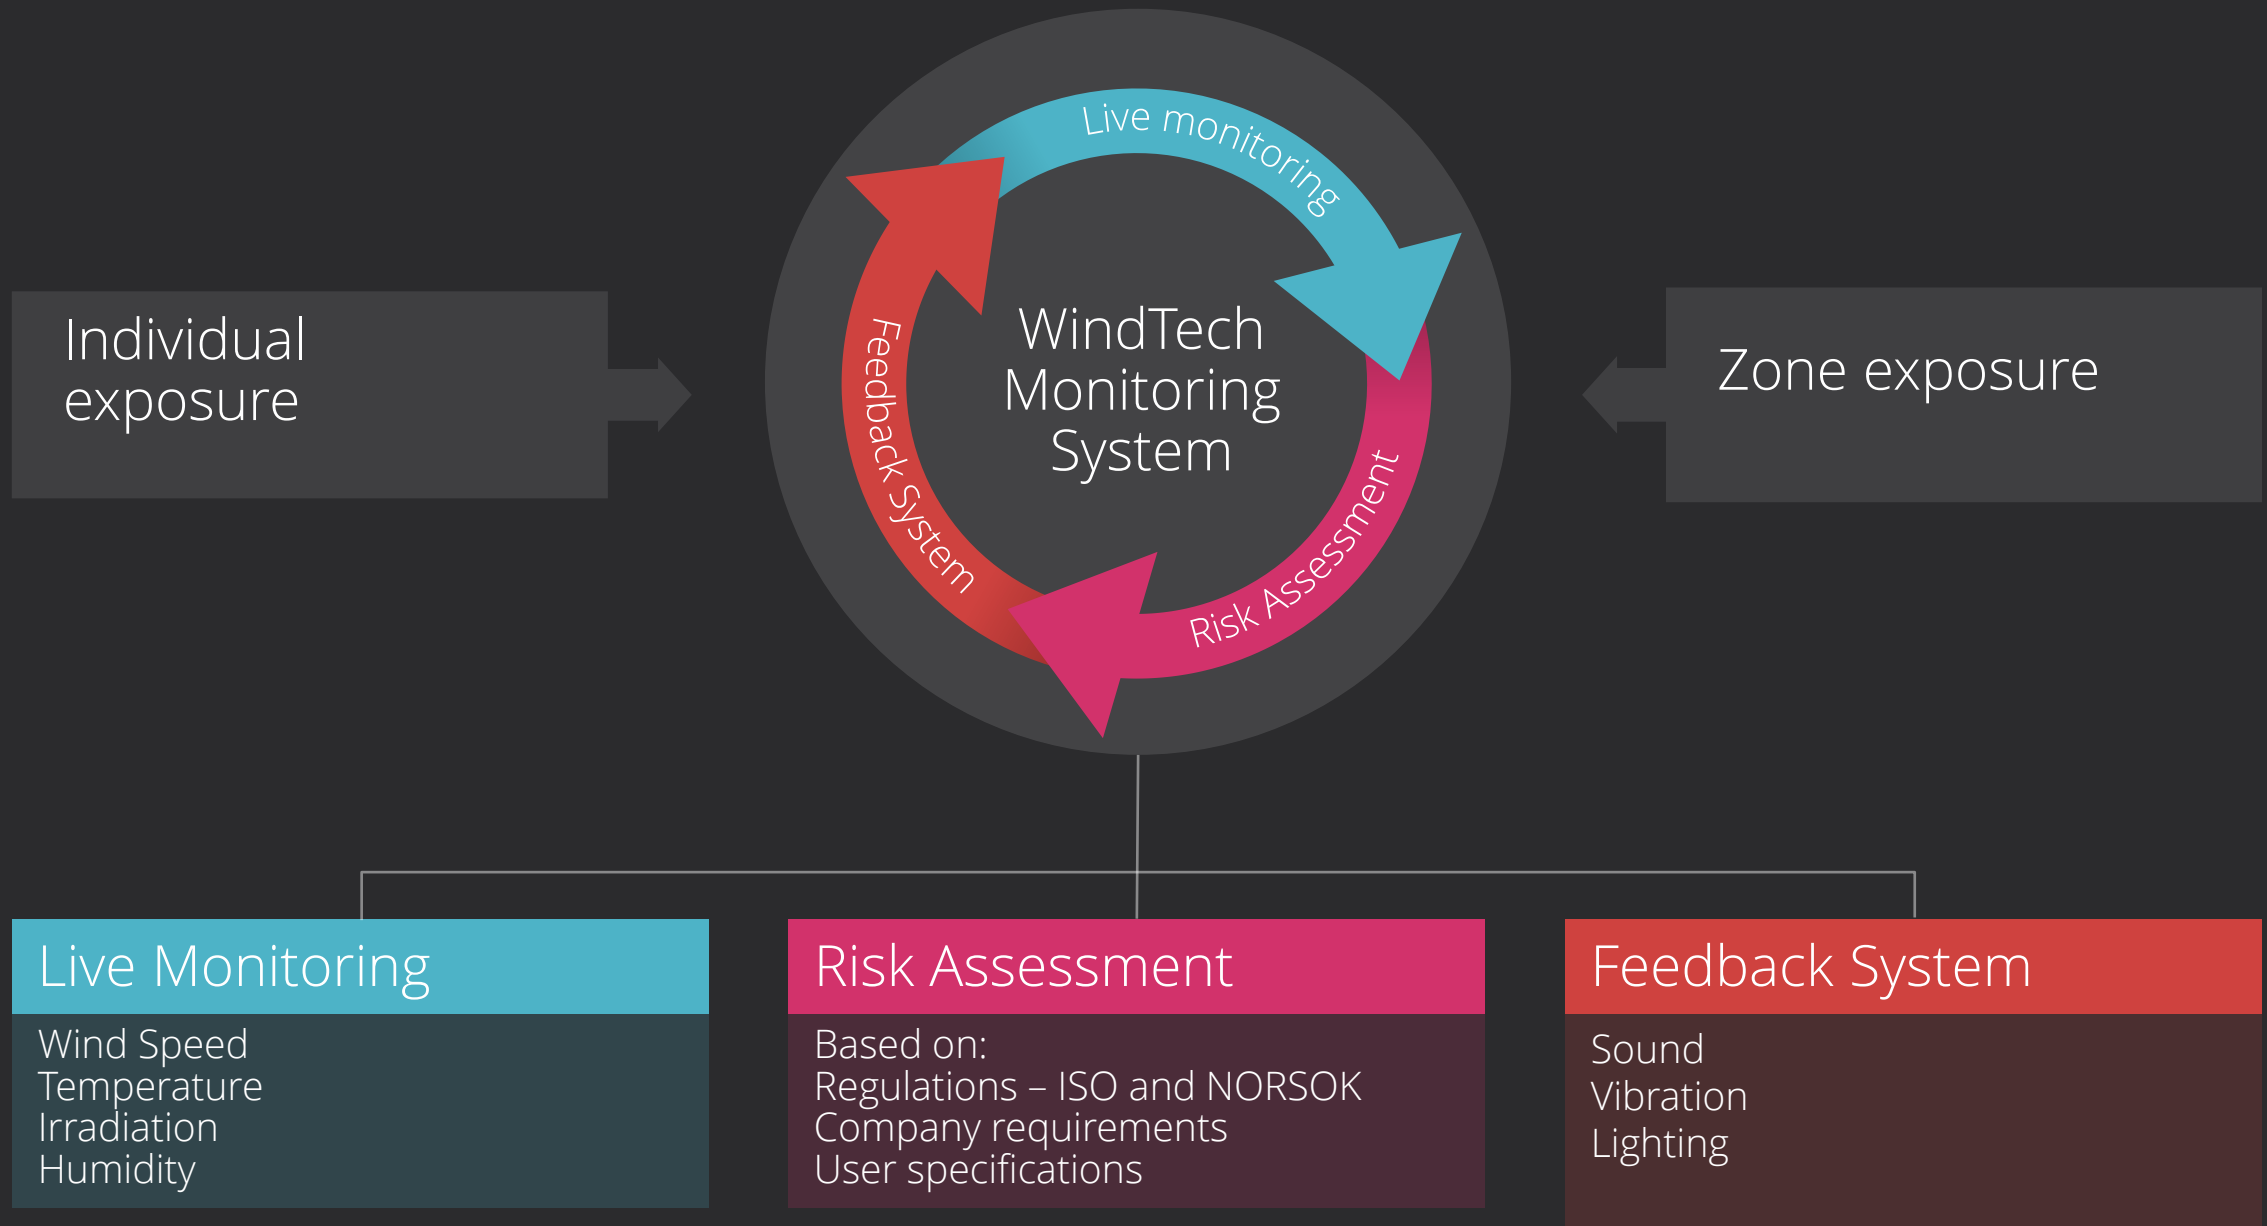 Live monitoring
Risk Assessment
Feedback System
WindTech
Monitoring
System
Individual
exposure
Zone exposure
Live Monitoring
Wind Speed
Temperature
Irradiation
Humidity
Risk Assessment
Based on:
Regulations – ISO and NORSOK
Company requirements
User specifications
Feedback System
Sound
Vibration
Lighting